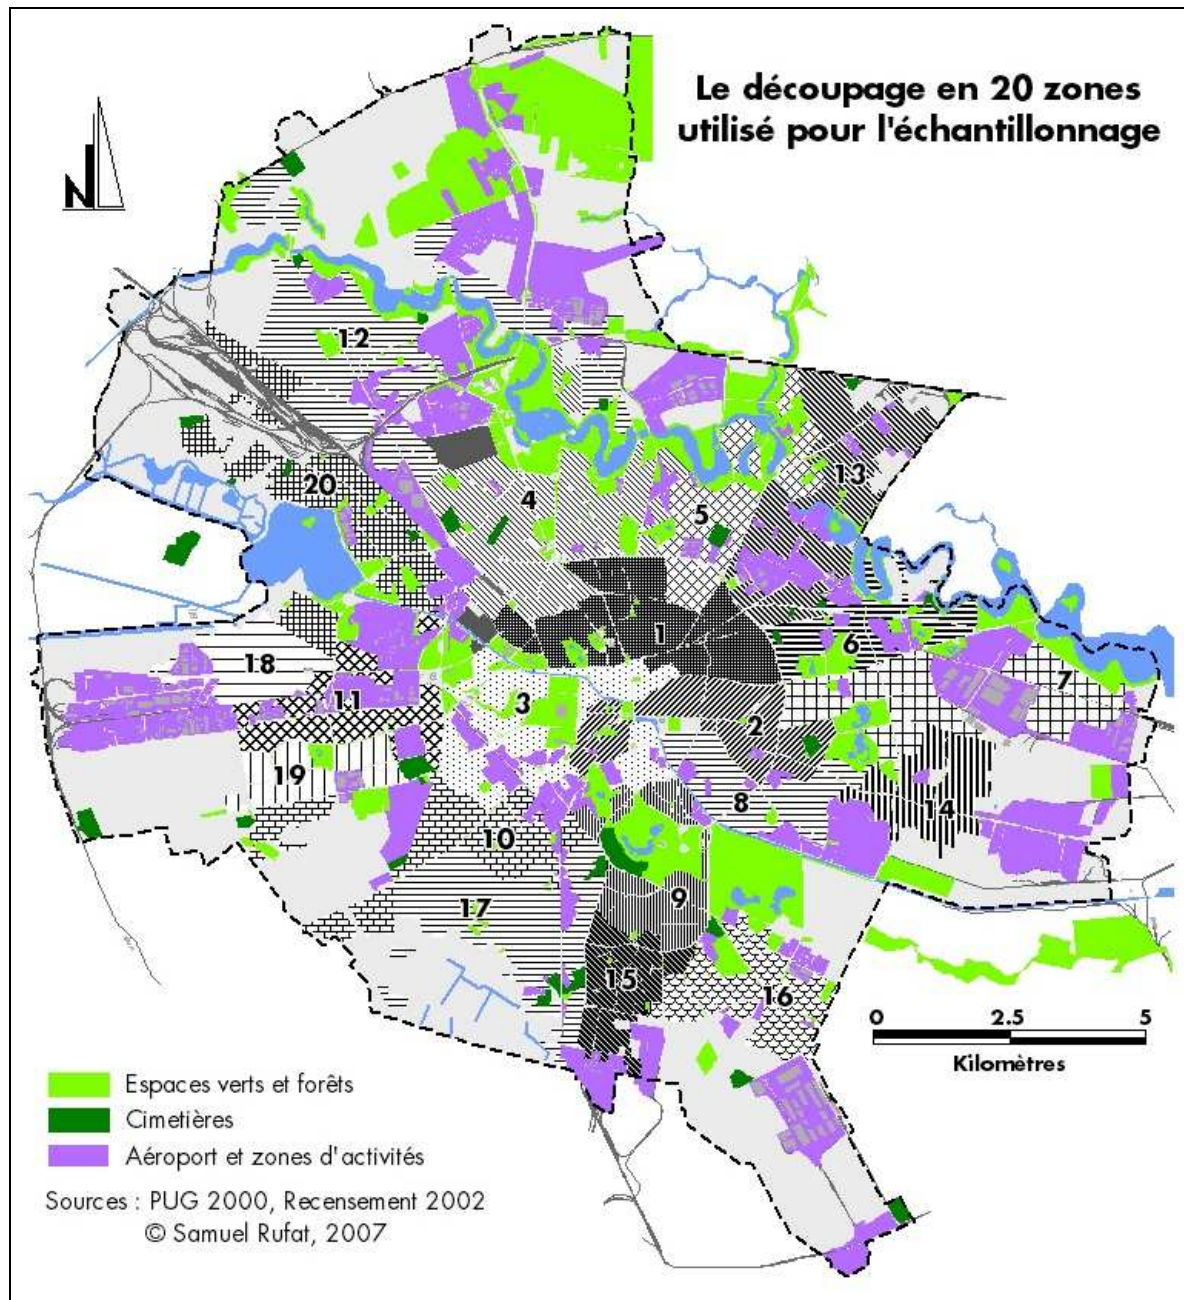 Le découpage en 20 zones
utilisé pour l'échantillonnage
N
12
20
4
13
5
1
6
18
11
3
2
7
19
8
14
10
9
17
15
16
0 2.5 5
Kilomètres
Espaces verts et forêts
Cimetières
Aéroport et zones d'activités
Sources : PUG 2000, Recensement 2002
© Samuel Rufat, 2007